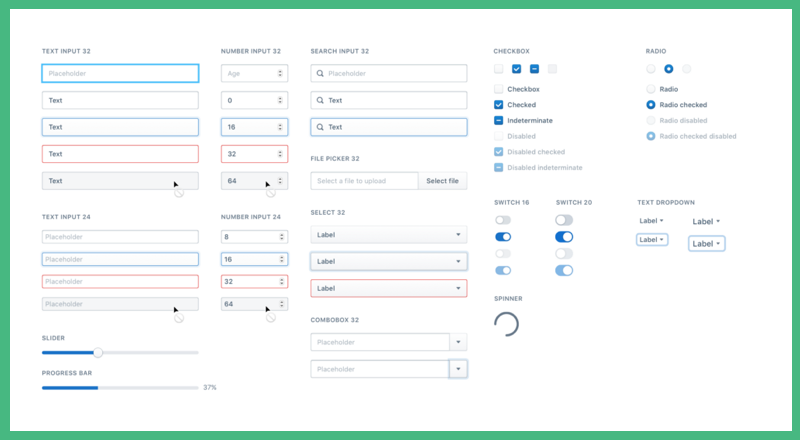 TEXT INPUT 32
Placeholder
Text
Text
Text
Text
NUMBER INPUT 32
Age
0
16
32
64
SEARCH INPUT 32
Placeholder
Text
Text
FILE PICKER 32
Select a file to upload
Select file
CHECKBOX
Checkbox
Checked
Indeterminate
Disabled
Disabled checked
Disabled indeterminate
RADIO
Radio
Radio checked
Radio disabled
Radio checked disabled
TEXT INPUT 24
Placeholder
Placeholder
Placeholder
Placeholder
NUMBER INPUT 24
8
16
32
64
SELECT 32
Label
Label
Label
COMBOBOX 32
Placeholder
Placeholder
SWITCH 16
SWITCH 20
TEXT DROPDOWN
Label
Label
Label
Label
SPINNER
SLIDER
PROGRESS BAR
37%